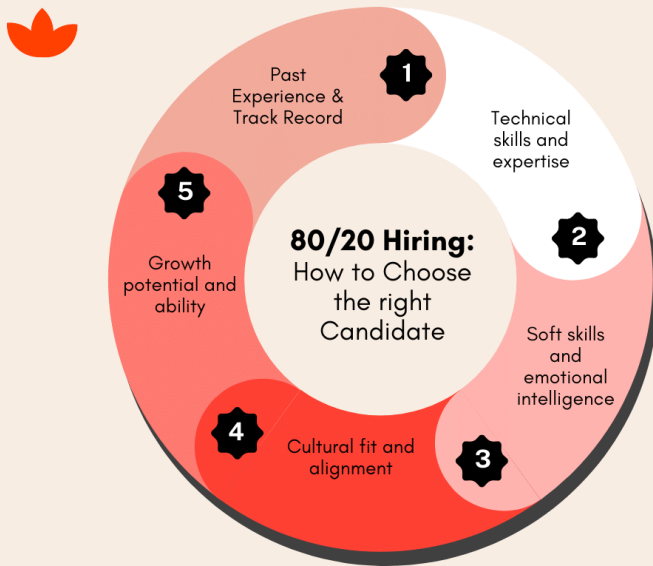 80/20 Hiring:
How to Choose
the right
Candidate
1
Past
Experience &
Track Record
2
Technical
skills and
expertise
3
Soft skills
and
emotional
intelligence
4
Cultural fit and
alignment
5
Growth
potential and
ability